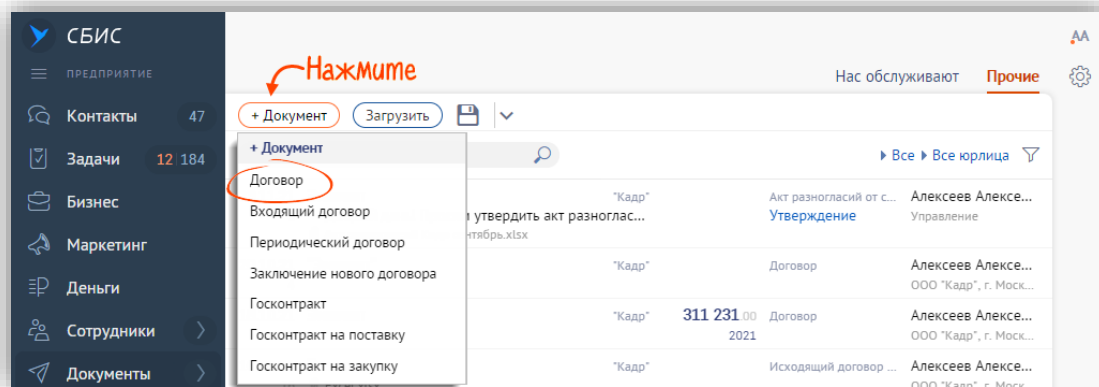 СБИС
AA
ПРЕДПРИЯТИЕ
Нажмите
Нас обслуживают Прочие
Контакты 47
+ Документ Загрузить
Задачи 12 184
+ Документ
Все Все юрлица
Бизнес
Договор
"Кадр" Акт разногласий от с... Алексеев Алексе...
Входящий договор
и утвердить акт разноглас... Утверждение Управление
нтябрь.xlsx
Маркетинг
Периодический договор
"Кадр" Договор Алексеев Алексе...
Заключение нового договора
ООО "Кадр", г. Моск...
Деньги
Госконтракт
"Кадр" 311 231.00 Договор Алексеев Алексе...
Сотрудники
Госконтракт на поставку
2021 ООО "Кадр", г. Моск...
Документы
Госконтракт на закупку
"Кадр" Исходящий договор ... Алексеев Алексе...
ООО "Кадр", г. Моск...